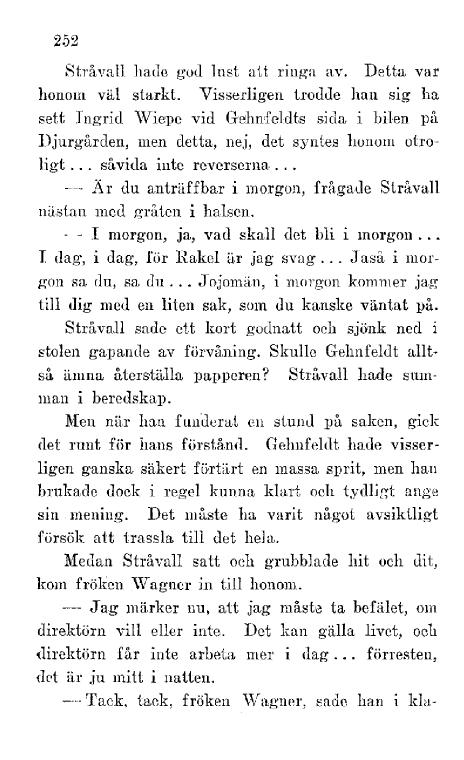 252
Stråvall hade god lust att ringa av. Detta var
honom väl starkt. Visserligen trodde han sig ha
sett Ingrid Wiepe vid Gehnfeldts sida i bilen på
Djurgården, men detta, nej, det syntes honom otro-
ligt... såvida inte reverserna...
— Är du anträffbar i morgon, frågade Stråvall
nästan med gråten i halsen.
— I morgon, ja, vad skall det bli i morgon...
I dag, i dag, för Rakel är jag svag... Jaså i mor-
gon sa du, sa du... Jojomän, i morgon kommer jag
till dig med en liten sak, som du kanske väntat på.
Stråvall sade ett kort godnatt och sjönk ned i
stolen gapande av förvåning. Skulle Gehnfeldt allt-
så ämna återställa papperen? Stråvall hade sum-
man i beredskap.
Men när han funderat en stund på saken, gick
det runt för hans förstånd. Gehnfeldt hade visser-
ligen ganska säkert förtärt en massa sprit, men han
brukade dock i regel kunna klart och tydligt ange
sin mening. Det måste ha varit något avsiktligt
försök att trassla till det hela.
Medan Stråvall satt och grubblade hit och dit,
kom fröken Wagner in till honom.
— Jag märker nu, att jag måste ta befälet, om
direktörn vill eller inte. Det kan gälla livet, och
direktörn får inte arbeta mer i dag... förresten,
det är ju mitt i natten.
— Tack, tack, fröken Wagner, sade han i kla-